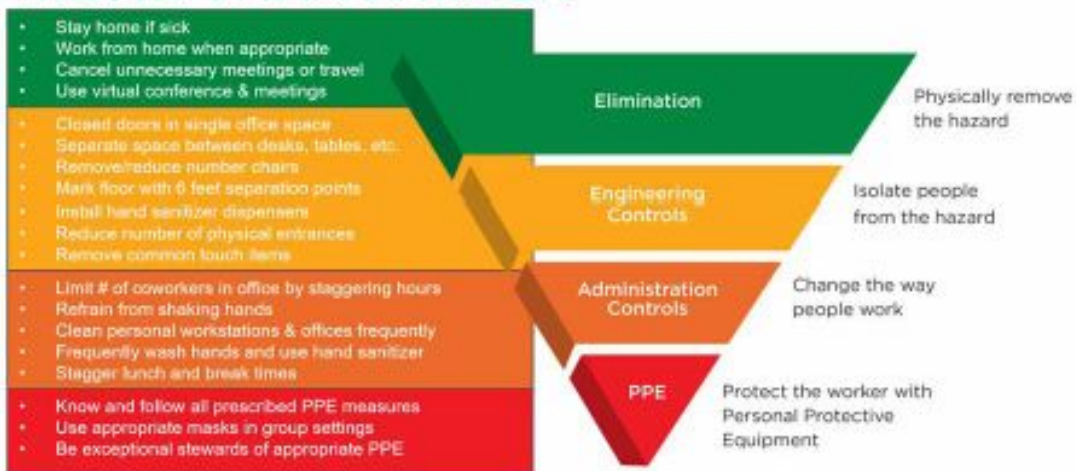 • Stay home if sick
• Work from home when appropriate
• Cancel unnecessary meetings or travel
• Use virtual conference & meetings
• Closed doors in single office space
• Separate space between desks, tables, etc.
• Remove/reduce number chairs
• Mark floor with 6 feet separation points
• Install hand sanitizer dispensers
• Reduce number of physical entrances
• Remove common touch items
• Limit # of coworkers in office by staggering hours
• Refrain from shaking hands
• Clean personal workstations & offices frequently
• Frequently wash hands and use hand sanitizer
• Stagger lunch and break times
• Know and follow all prescribed PPE measures
• Use appropriate masks in group settings
• Be exceptional stewards of appropriate PPE
Elimination
Physically remove
the hazard
Engineering
Controls
Isolate people
from the hazard
Administration
Controls
Change the way
people work
PPE
Protect the worker with
Personal Protective
Equipment